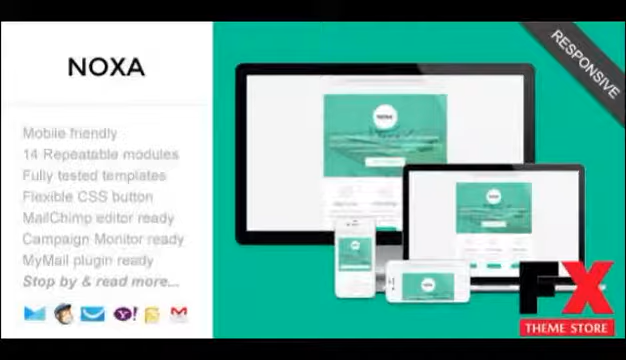 NOXA
Mobile friendly
14 Repeatable modules
Fully tested templates
Flexible CSS button
MailChimp editor ready
Campaign Monitor ready
MyMail plugin ready
Stop by & read more...
RESPONSIVE
NOXA
FX
THEME STORE